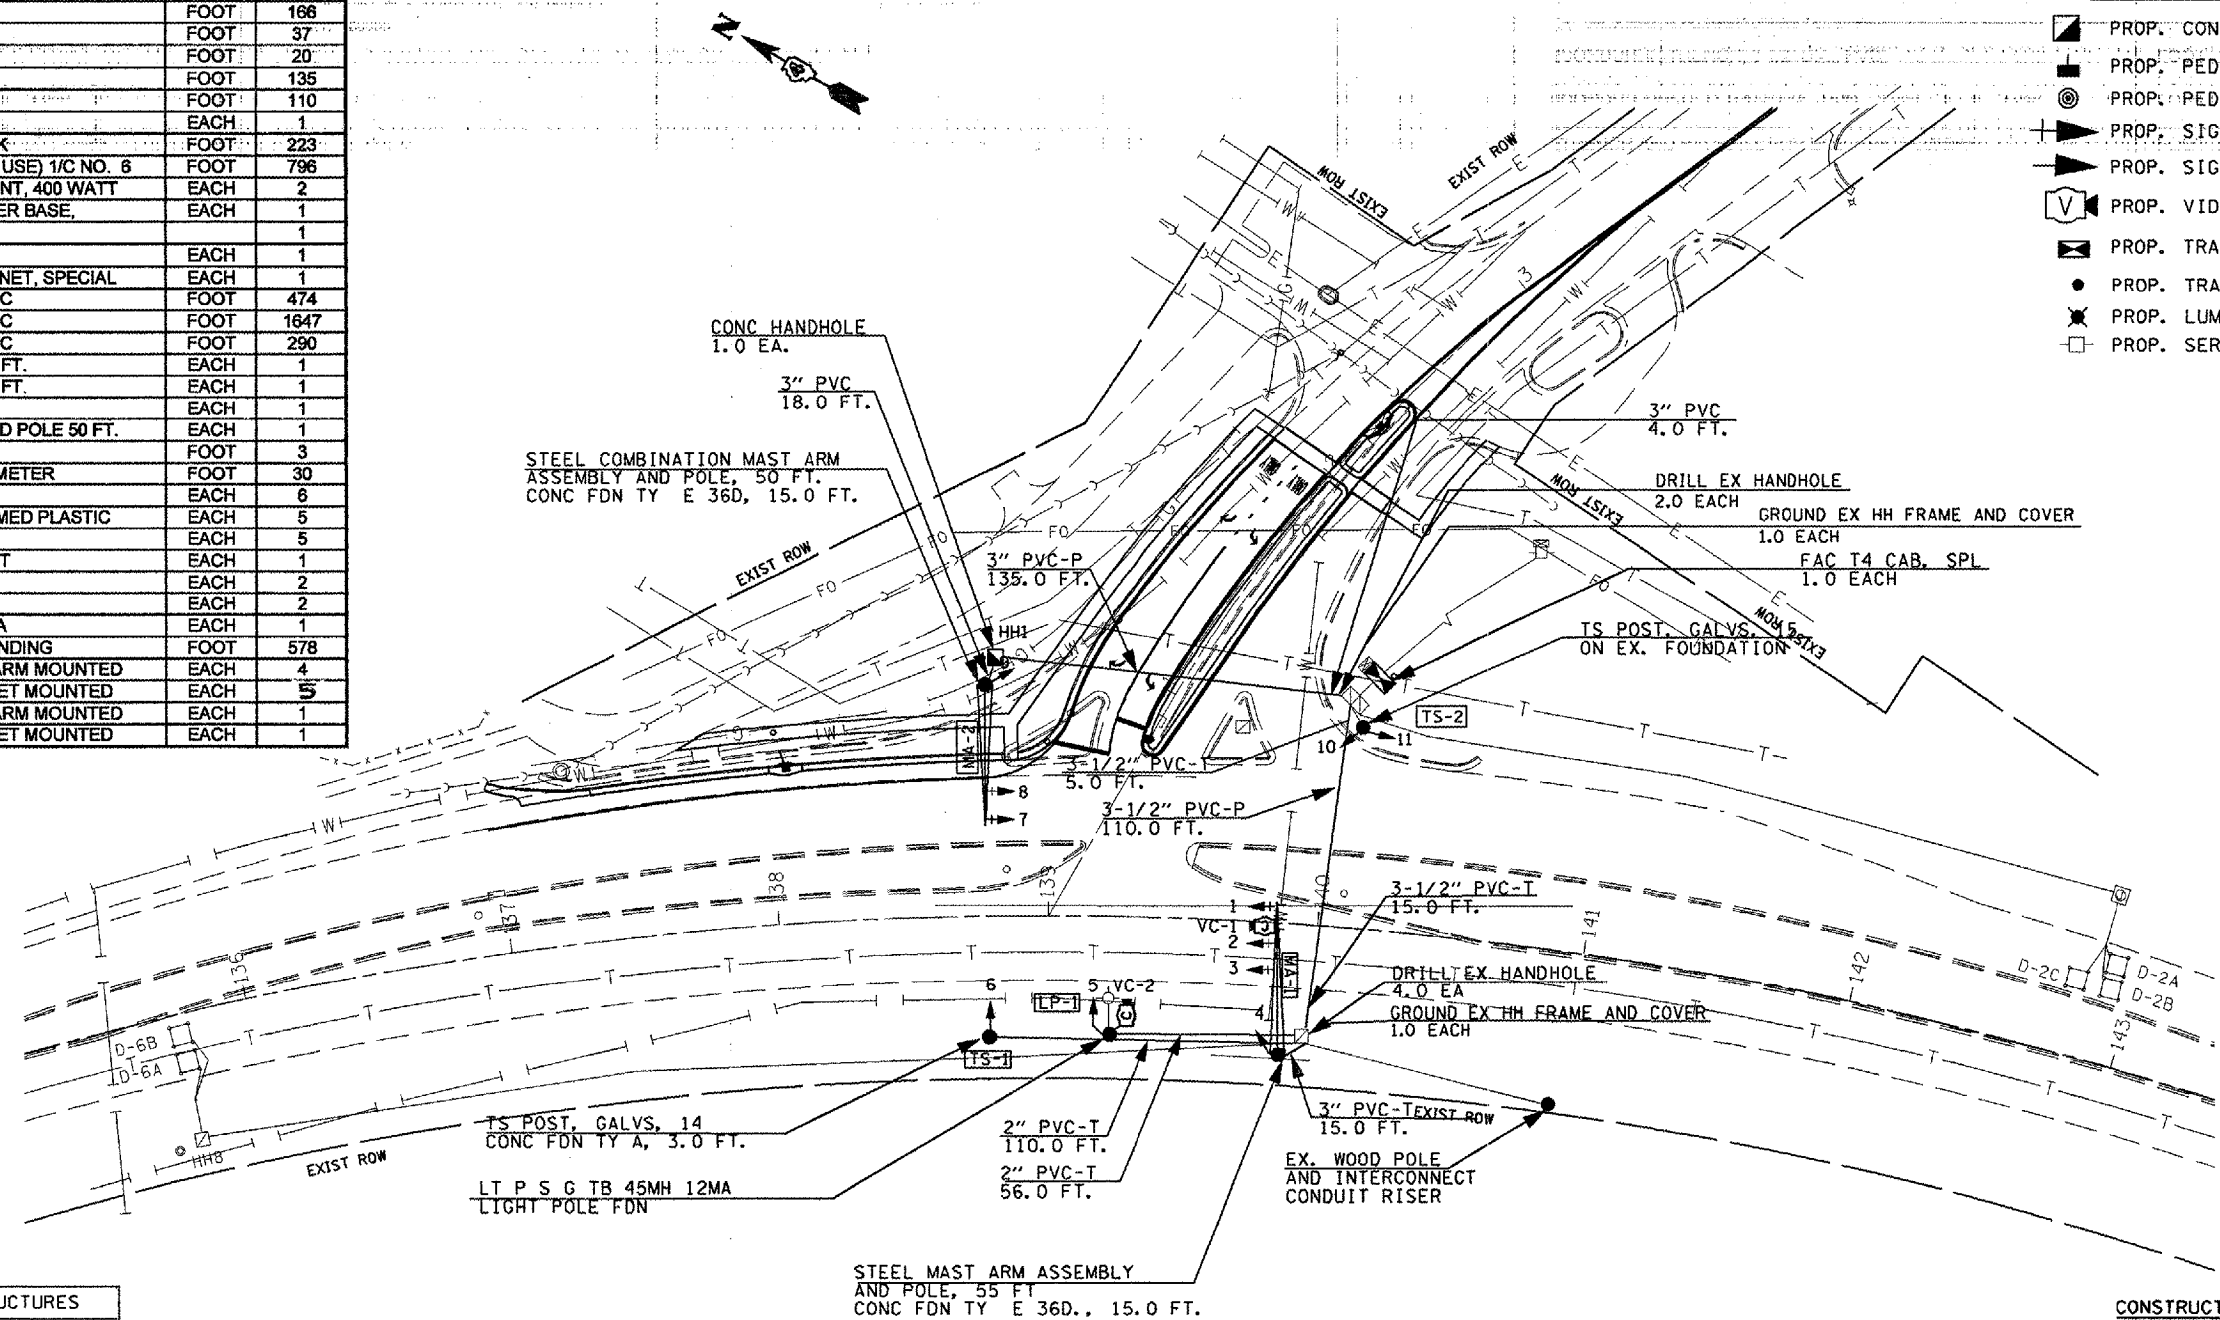 FOOT 166
FOOT 37
FOOT 20
FOOT 135
FOOT 110
EACH 1
K FOOT 223
USE) 1/C NO. 6 FOOT 796
NT, 400 WATT EACH 2
ER BASE, EACH 1
1
EACH 1
NET, SPECIAL EACH 1
C FOOT 474
C FOOT 1647
C FOOT 290
FT. EACH 1
FT. EACH 1
EACH 1
D POLE 50 FT. EACH 1
FOOT 3
METER FOOT 30
EACH 6
MED PLASTIC EACH 5
EACH 5
T EACH 1
EACH 2
EACH 2
A EACH 1
NDING FOOT 578
ARM MOUNTED EACH 4
ET MOUNTED EACH 5
ARM MOUNTED EACH 1
ET MOUNTED EACH 1
N
PROP. CON
PROP. PED
PROP. PED
PROP. SIG
PROP. SIG
V PROP. VID
PROP. TRA
PROP. TRA
PROP. LUM
PROP. SER
EXIST ROW
EXIST ROW
CONC HANDHOLE
1.0 EA.
3" PVC
18.0 FT.
STEEL COMBINATION MAST ARM
ASSEMBLY AND POLE, 50 FT.
CONC FDN TY E 36D, 15.0 FT.
3" PVC
4.0 FT.
DRILL EX HANDHOLE
2.0 EACH
GROUND EX HH FRAME AND COVER
1.0 EACH
FAC T4 CAB, SPL
1.0 EACH
EXIST ROW
EXIST ROW
EXIST ROW
3" PVC-P
135.0 FT.
TS POST, GALVS, 15
ON EX. FOUNDATION
HH1
9
MA-2
TS-2
10
11
3-1/2" PVC-T
5.0 FT.
3-1/2" PVC-P
110.0 FT.
8
7
136
137
138
139
140
141
142
143
3-1/2" PVC-T
15.0 FT.
1
VC-1
2
3
MA-1
4
DRILL EX HANDHOLE
4.0 EA
GROUND EX HH FRAME AND COVER
1.0 EACH
D-2C
D-2A
D-2B
D-6B
D-6A
HH8
6
5
VC-2
LP-1
TS-1
EXIST ROW
TS POST, GALVS, 14
CONC FDN TY A, 3.0 FT.
2" PVC-T
110.0 FT.
2" PVC-T
56.0 FT.
3" PVC-T
15.0 FT.
EXIST ROW
EX. WOOD POLE
AND INTERCONNECT
CONDUIT RISER
LT P S G TB 45MH 12MA
LIGHT POLE FDN
STEEL MAST ARM ASSEMBLY
AND POLE, 55 FT
CONC FDN TY E 36D., 15.0 FT.
UCTURES
CONSTRUCT